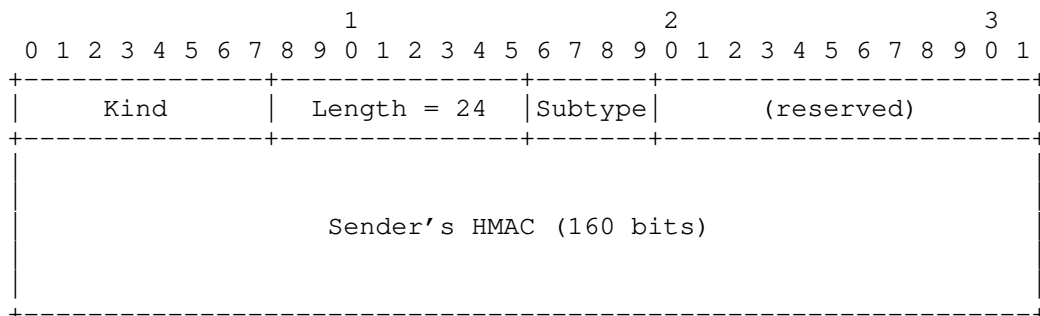 1                   2                   3
 0 1 2 3 4 5 6 7 8 9 0 1 2 3 4 5 6 7 8 9 0 1 2 3 4 5 6 7 8 9 0 1
+---------------+---------------+-------+-----------------------+
|     Kind      |  Length = 24  |Subtype|      (reserved)       |
+---------------+---------------+-------+-----------------------+
|                                                               |
|                                                               |
|                   Sender's HMAC (160 bits)                    |
|                                                               |
|                                                               |
+---------------------------------------------------------------+